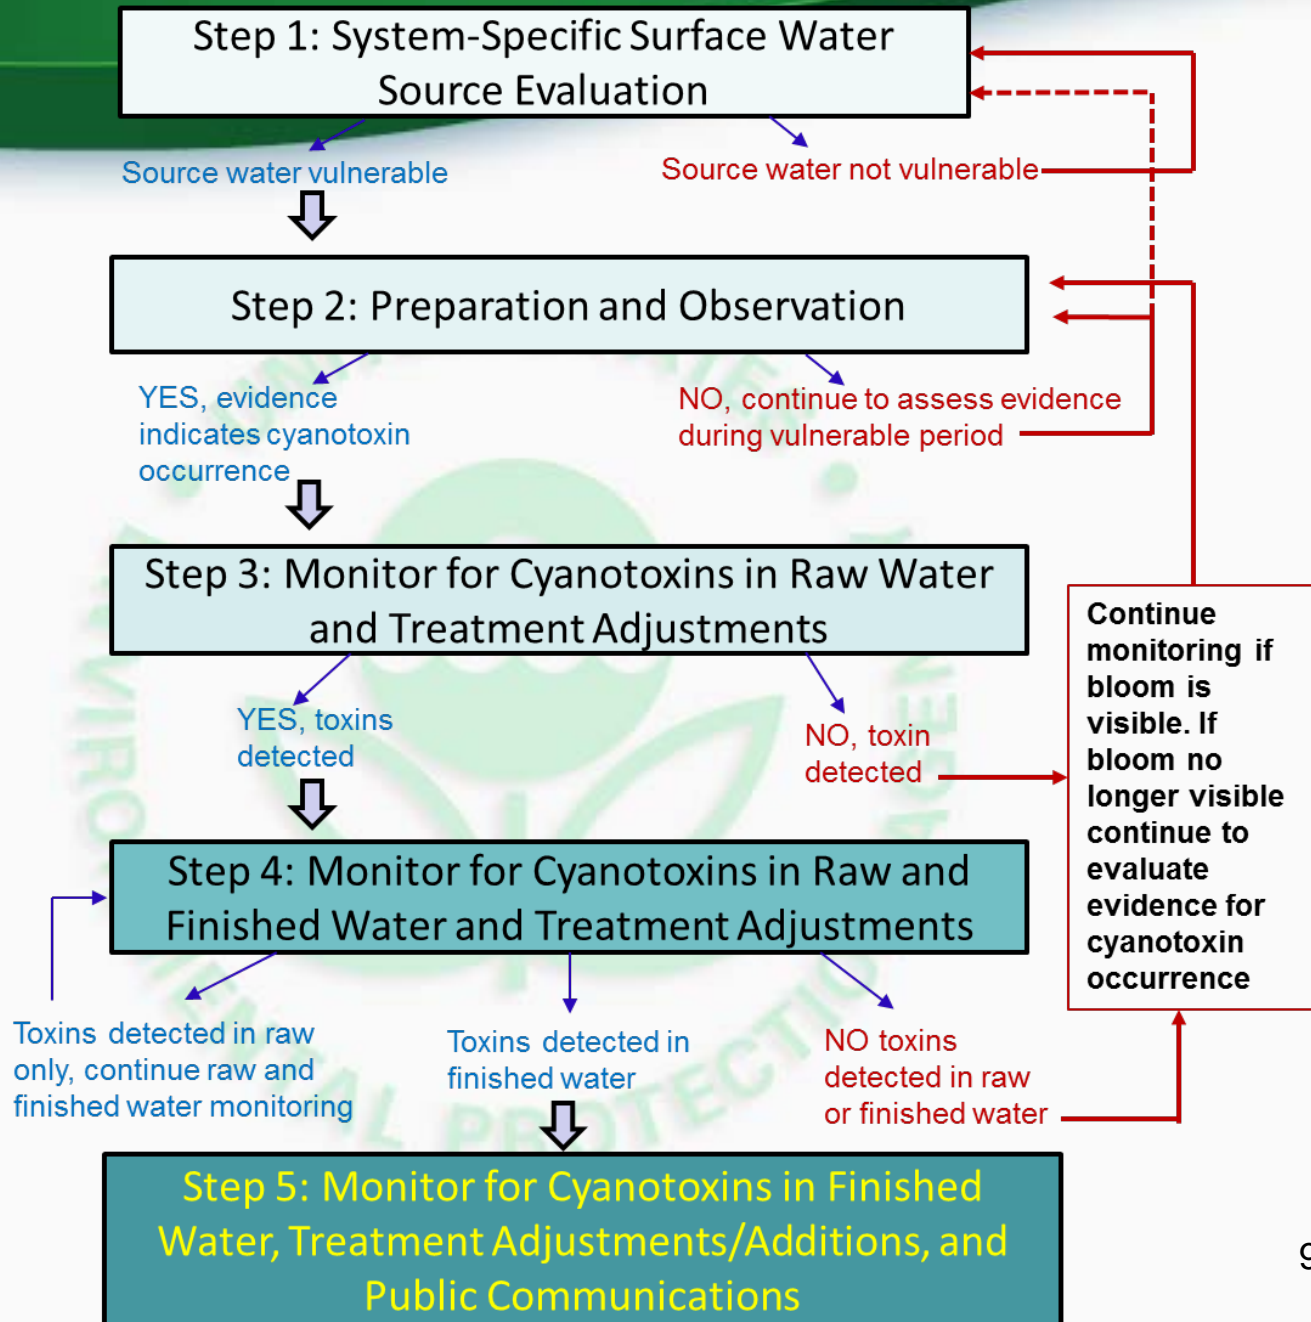 Step 1: System-Specific Surface Water
Source Evaluation
Source water vulnerable
Source water not vulnerable
Step 2: Preparation and Observation
YES, evidence
indicates cyanotoxin
occurrence
NO, continue to assess evidence
during vulnerable period
Step 3: Monitor for Cyanotoxins in Raw Water
and Treatment Adjustments
YES, toxins
detected
NO, toxin
detected
Continue
monitoring if
bloom is
visible. If
bloom no
longer visible
continue to
evaluate
evidence for
cyanotoxin
occurrence
Step 4: Monitor for Cyanotoxins in Raw and
Finished Water and Treatment Adjustments
Toxins detected in raw
only, continue raw and
finished water monitoring
Toxins detected in
finished water
NO toxins
detected in raw
or finished water
Step 5: Monitor for Cyanotoxins in Finished
Water, Treatment Adjustments/Additions, and
Public Communications
9